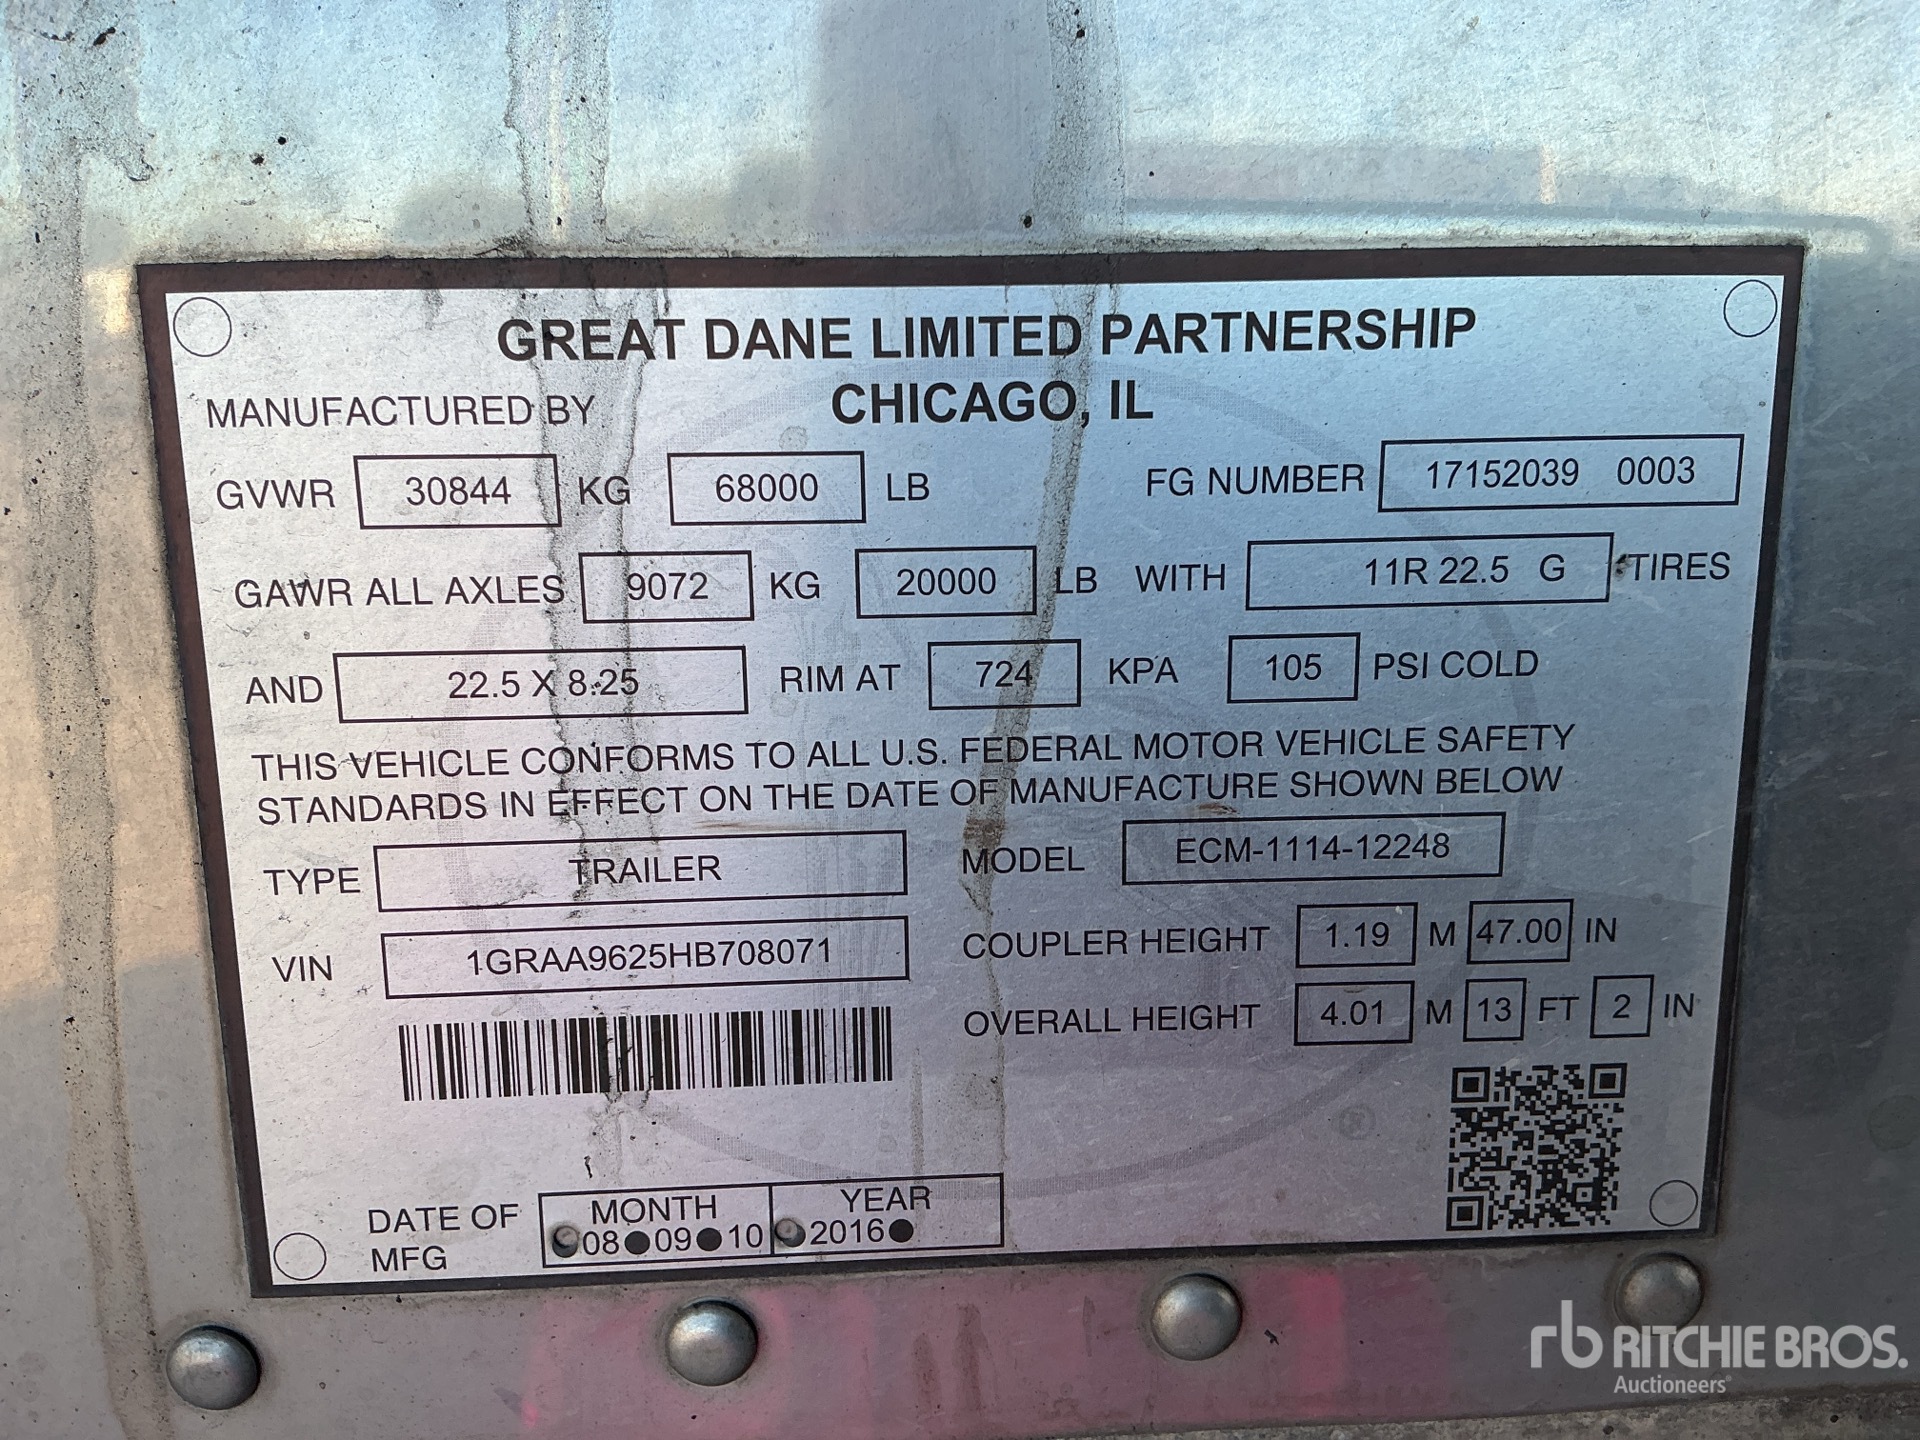 GREAT DANE LIMITED PARTNERSHIP
MANUFACTURED BY CHICAGO, IL
GVWR 30844 KG 68000 LB FG NUMBER 17152039 0003
GAWR ALL AXLES 9072 KG 20000 LB WITH 11R 22.5 G TIRES
AND 22.5 X 8.25 RIM AT 724 KPA 105 PSI COLD
THIS VEHICLE CONFORMS TO ALL U.S. FEDERAL MOTOR VEHICLE SAFETY
STANDARDS IN EFFECT ON THE DATE OF MANUFACTURE SHOWN BELOW
TYPE TRAILER MODEL ECM-1114-12248
VIN 1GRAA9625HB708071 COUPLER HEIGHT 1.19 M 47.00 IN
OVERALL HEIGHT 4.01 M 13 FT 2 IN
DATE OF MFG MONTH YEAR
08 09 10 2016
rb RITCHIE BROS.
Auctioneers